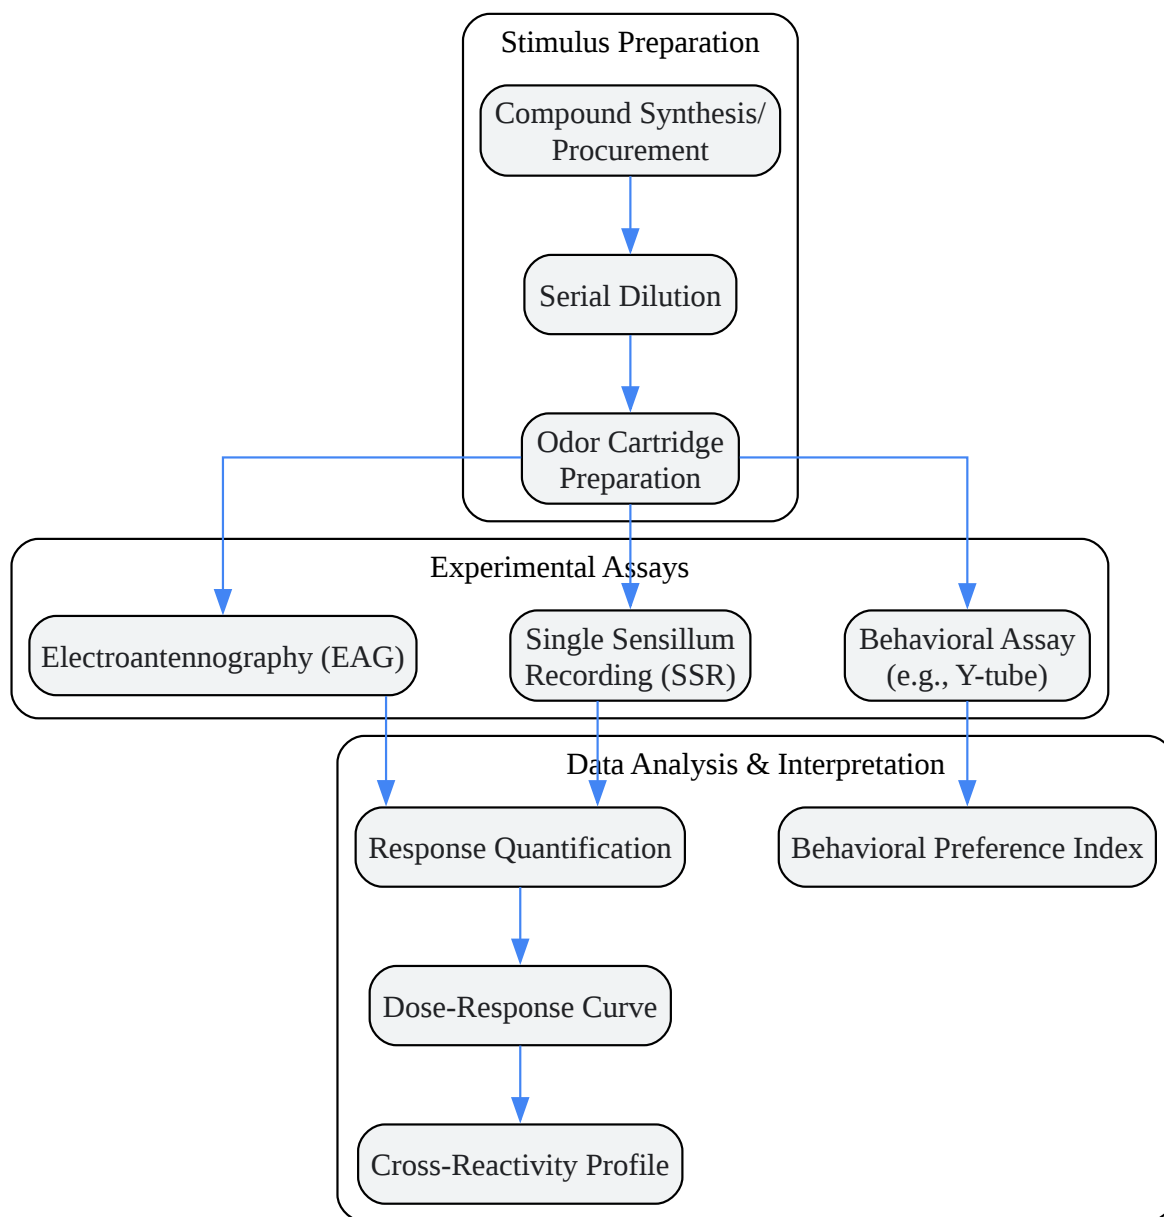 Stimulus Preparation
Compound Synthesis/
Procurement
Serial Dilution
Odor Cartridge
Preparation
Experimental Assays
Electroantennography (EAG)
Single Sensillum
Recording (SSR)
Behavioral Assay
(e.g., Y-tube)
Data Analysis & Interpretation
Response Quantification
Behavioral Preference Index
Dose-Response Curve
Cross-Reactivity Profile